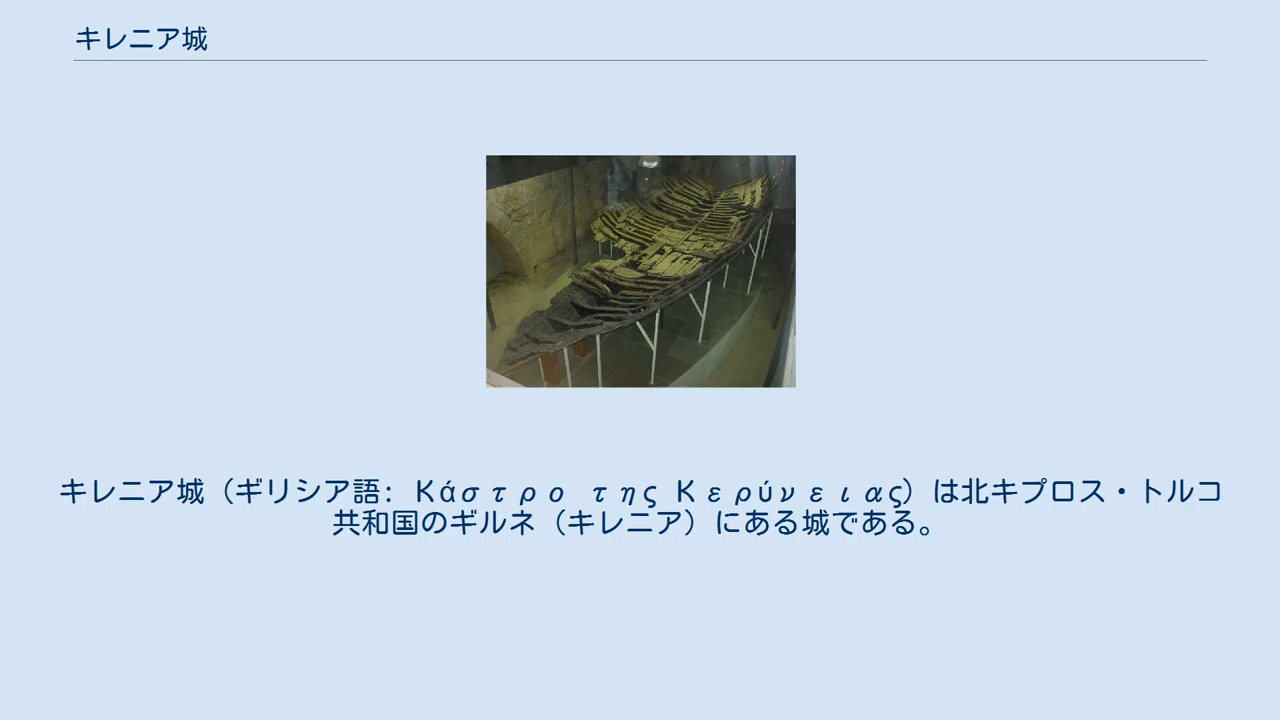 キレニア城
キレニア城（ギリシア語: Κάστρο της Κερύνειας）は北キプロス・トルコ
共和国のギルネ（キレニア）にある城である。